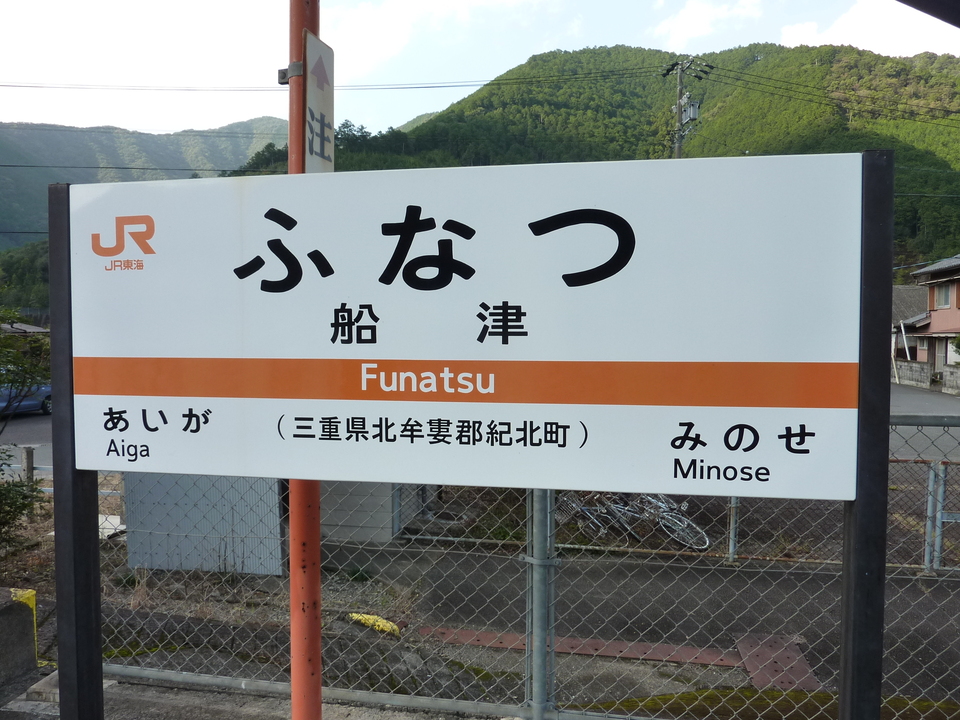 注
JR
JR東海
ふなつ
船津
Funatsu
あいが
Aiga
(三重県北牟婁郡紀北町)
みのせ
Minose